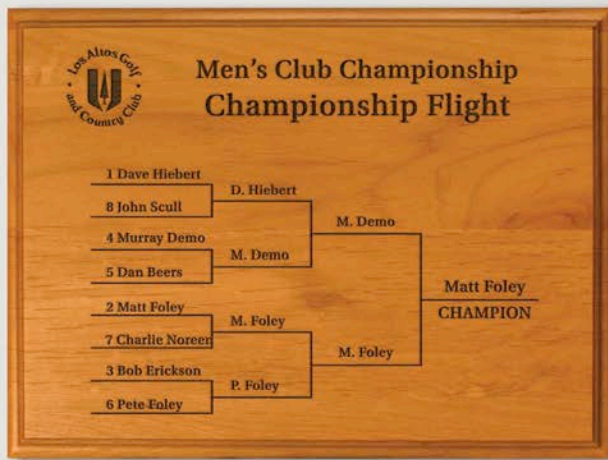 Los Altos Golf
and Country Club
Men's Club Championship
Championship Flight
1 Dave Hiebert
8 John Scull
4 Murray Demo
5 Dan Beers
2 Matt Foley
7 Charlie Noreen
3 Bob Erickson
6 Pete Foley
D. Hiebert
M. Demo
M. Foley
P. Foley
M. Demo
M. Foley
Matt Foley
CHAMPION